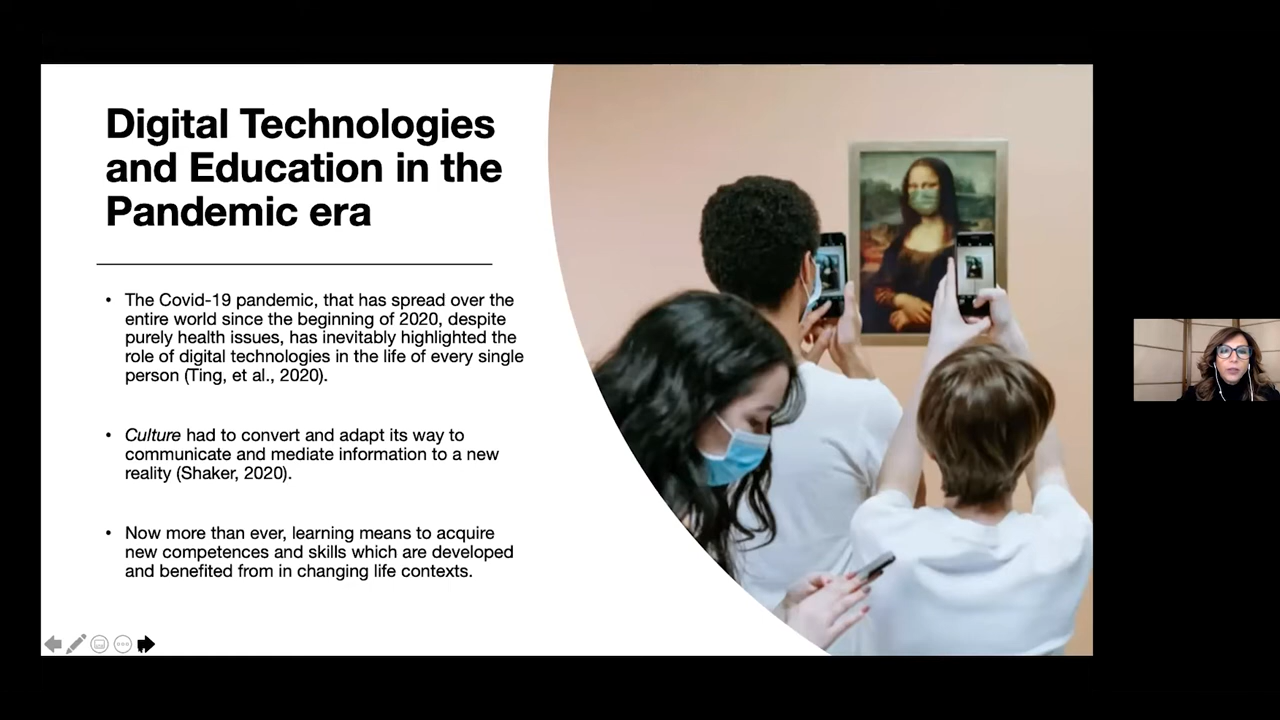 Digital Technologies
and Education in the
Pandemic era
• The Covid-19 pandemic, that has spread over the
entire world since the beginning of 2020, despite
purely health issues, has inevitably highlighted the
role of digital technologies in the life of every single
person (Ting, et al., 2020).
• Culture had to convert and adapt its way to
communicate and mediate information to a new
reality (Shaker, 2020).
• Now more than ever, learning means to acquire
new competences and skills which are developed
and benefited from in changing life contexts.